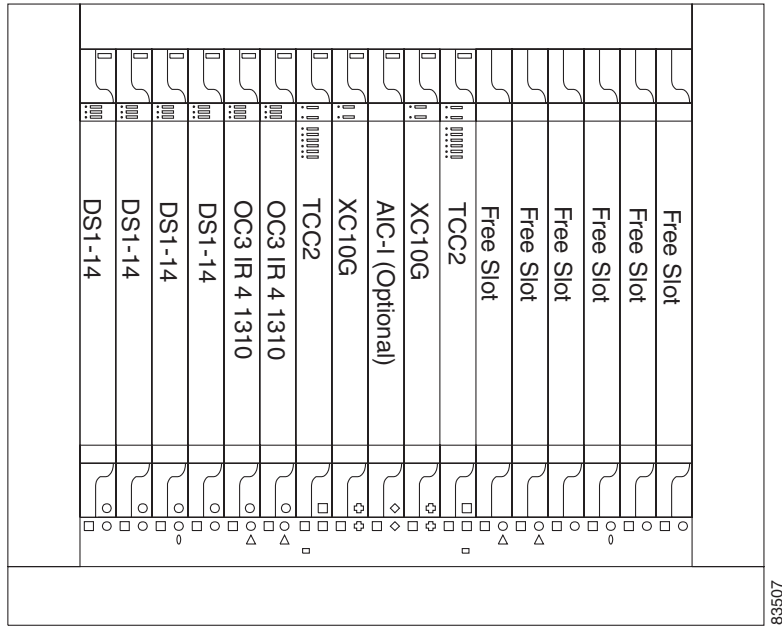 DS1-14
DS1-14
DS1-14
DS1-14
OC3 IR 4 1310
OC3 IR 4 1310
TCC2
XC10G
AIC-I (Optional)
XC10G
TCC2
Free Slot
Free Slot
Free Slot
Free Slot
Free Slot
Free Slot
83507